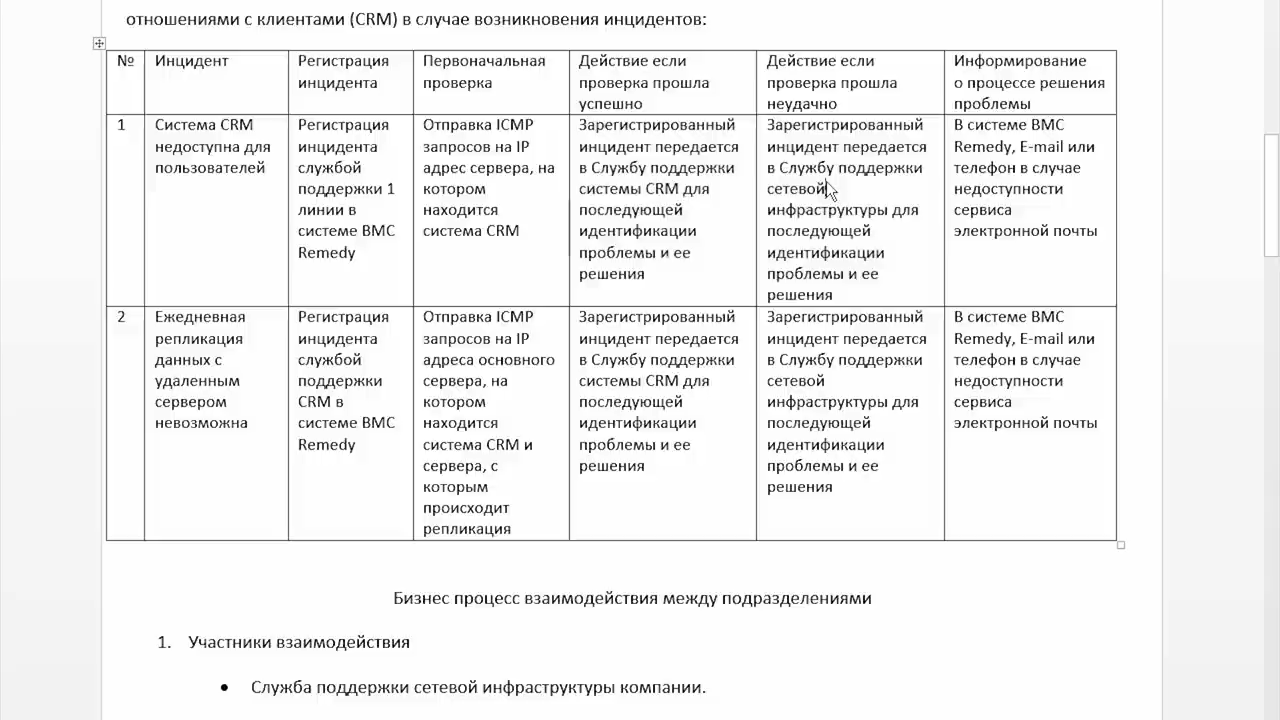 отношениями с клиентами (CRM) в случае возникновения инцидентов:
№
Инцидент
Регистрация
инцидента
Первоначальная
проверка
Действие если
проверка прошла
успешно
Действие если
проверка прошла
неудачно
Информирование
о процессе решения
проблемы
1
Система CRM
недоступна для
пользователей
Регистрация
инцидента
службой
поддержки 1
линии в
системе BMC
Remedy
Отправка ICMP
запросов на IP
адрес сервера, на
котором
находится
система CRM
Зарегистрированный
инцидент передается
в Службу поддержки
системы CRM для
последующей
идентификации
проблемы и ее
решения
Зарегистрированный
инцидент передается
в Службу поддержки
сетевой
инфраструктуры для
последующей
идентификации
проблемы и ее
решения
В системе BMC
Remedy, E-mail или
телефон в случае
недоступности
сервиса
электронной почты
2
Ежедневная
репликация
данных с
удаленным
сервером
невозможна
Регистрация
инцидента
службой
поддержки
CRM в
системе BMC
Remedy
Отправка ICMP
запросов на IP
адреса основного
сервера, на
котором
находится
система CRM и
сервера, с
которым
происходит
репликация
Зарегистрированный
инцидент передается
в Службу поддержки
системы CRM для
последующей
идентификации
проблемы и ее
решения
Зарегистрированный
инцидент передается
в Службу поддержки
сетевой
инфраструктуры для
последующей
идентификации
проблемы и ее
решения
В системе BMC
Remedy, E-mail или
телефон в случае
недоступности
сервиса
электронной почты
Бизнес процесс взаимодействия между подразделениями
1. Участники взаимодействия
• Служба поддержки сетевой инфраструктуры компании.